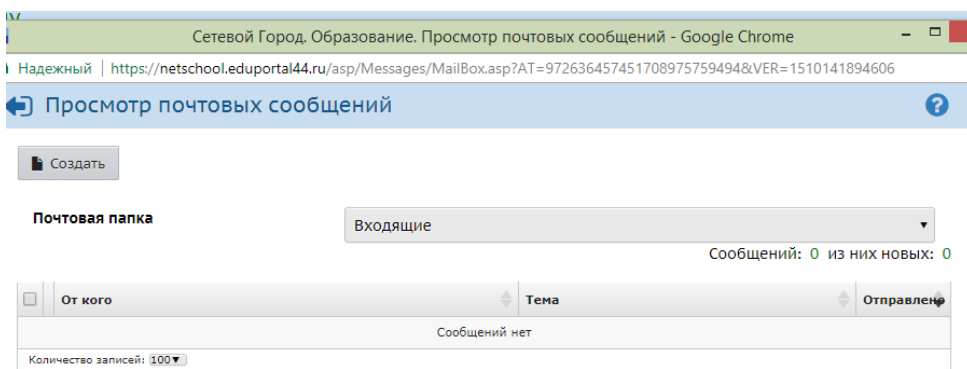 Сетевой Город. Образование. Просмотр почтовых сообщений - Google Chrome
Надежный | https://netschool.eduportal44.ru/asp/Messages/MailBox.asp?AT=972636457451708975759494&VER=1510141894606
Просмотр почтовых сообщений
Создать
Почтовая папка Входящие
Сообщений: 0 из них новых: 0
От кого Тема Отправлено
Сообщений нет
Количество записей: 100